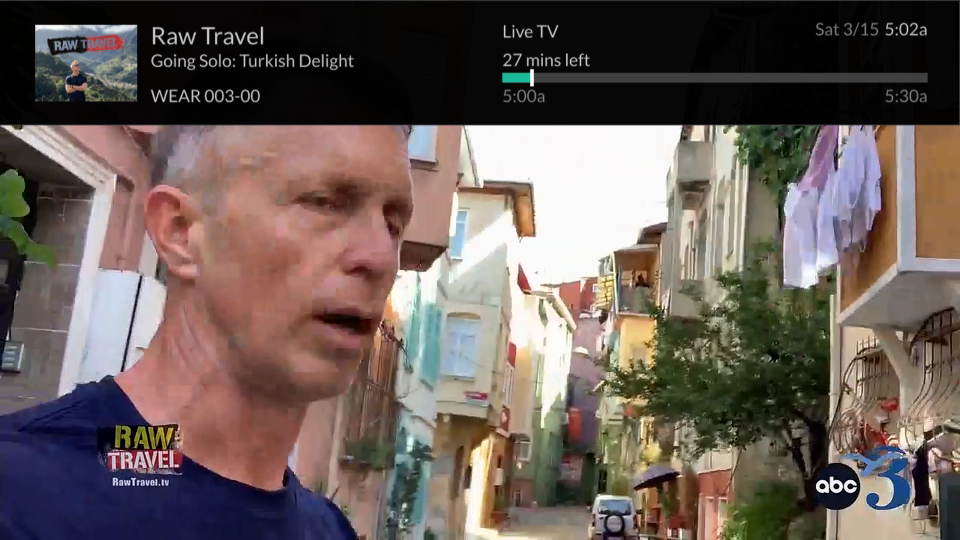 RAW TRAVEL
Raw Travel
Going Solo: Turkish Delight
WEAR 003-00
Live TV
27 mins left
5:00a
Sat 3/15 5:02a
5:30a
RAW
TRAVEL
RawTravel.tv
abc 3